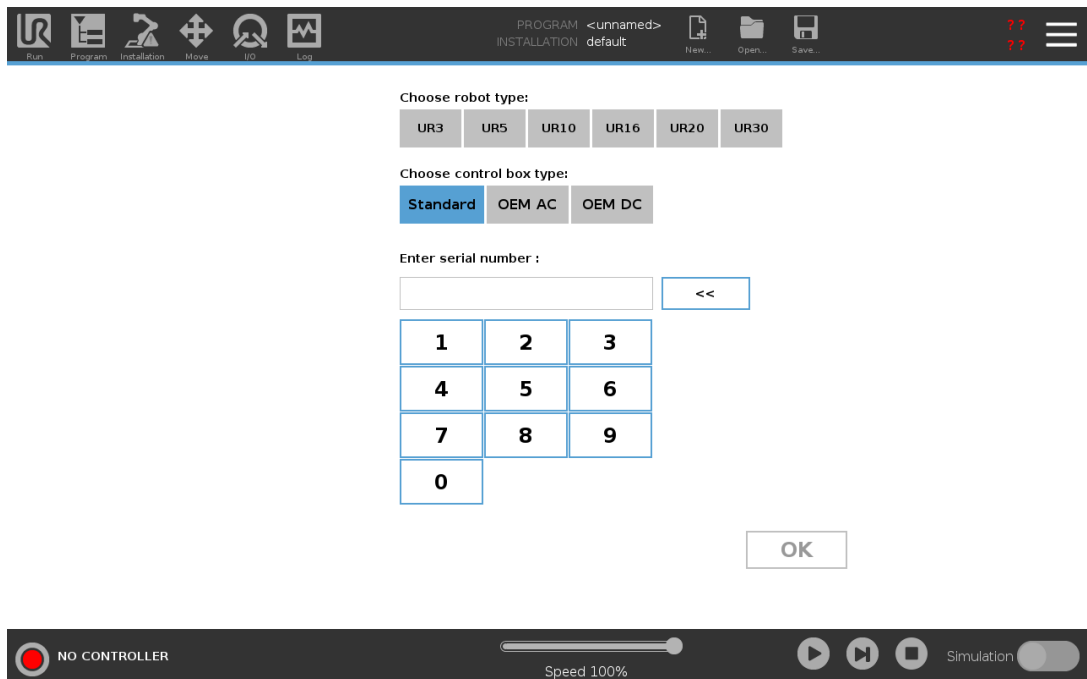 PROGRAM <unnamed>
INSTALLATION default
Run Program Installation Move I/O Log New... Open... Save...
? ?
? ?
Choose robot type:
UR3 UR5 UR10 UR16 UR20 UR30
Choose control box type:
Standard OEM AC OEM DC
Enter serial number :
<<
1 2 3
4 5 6
7 8 9
0
OK
NO CONTROLLER
Speed 100%
Simulation